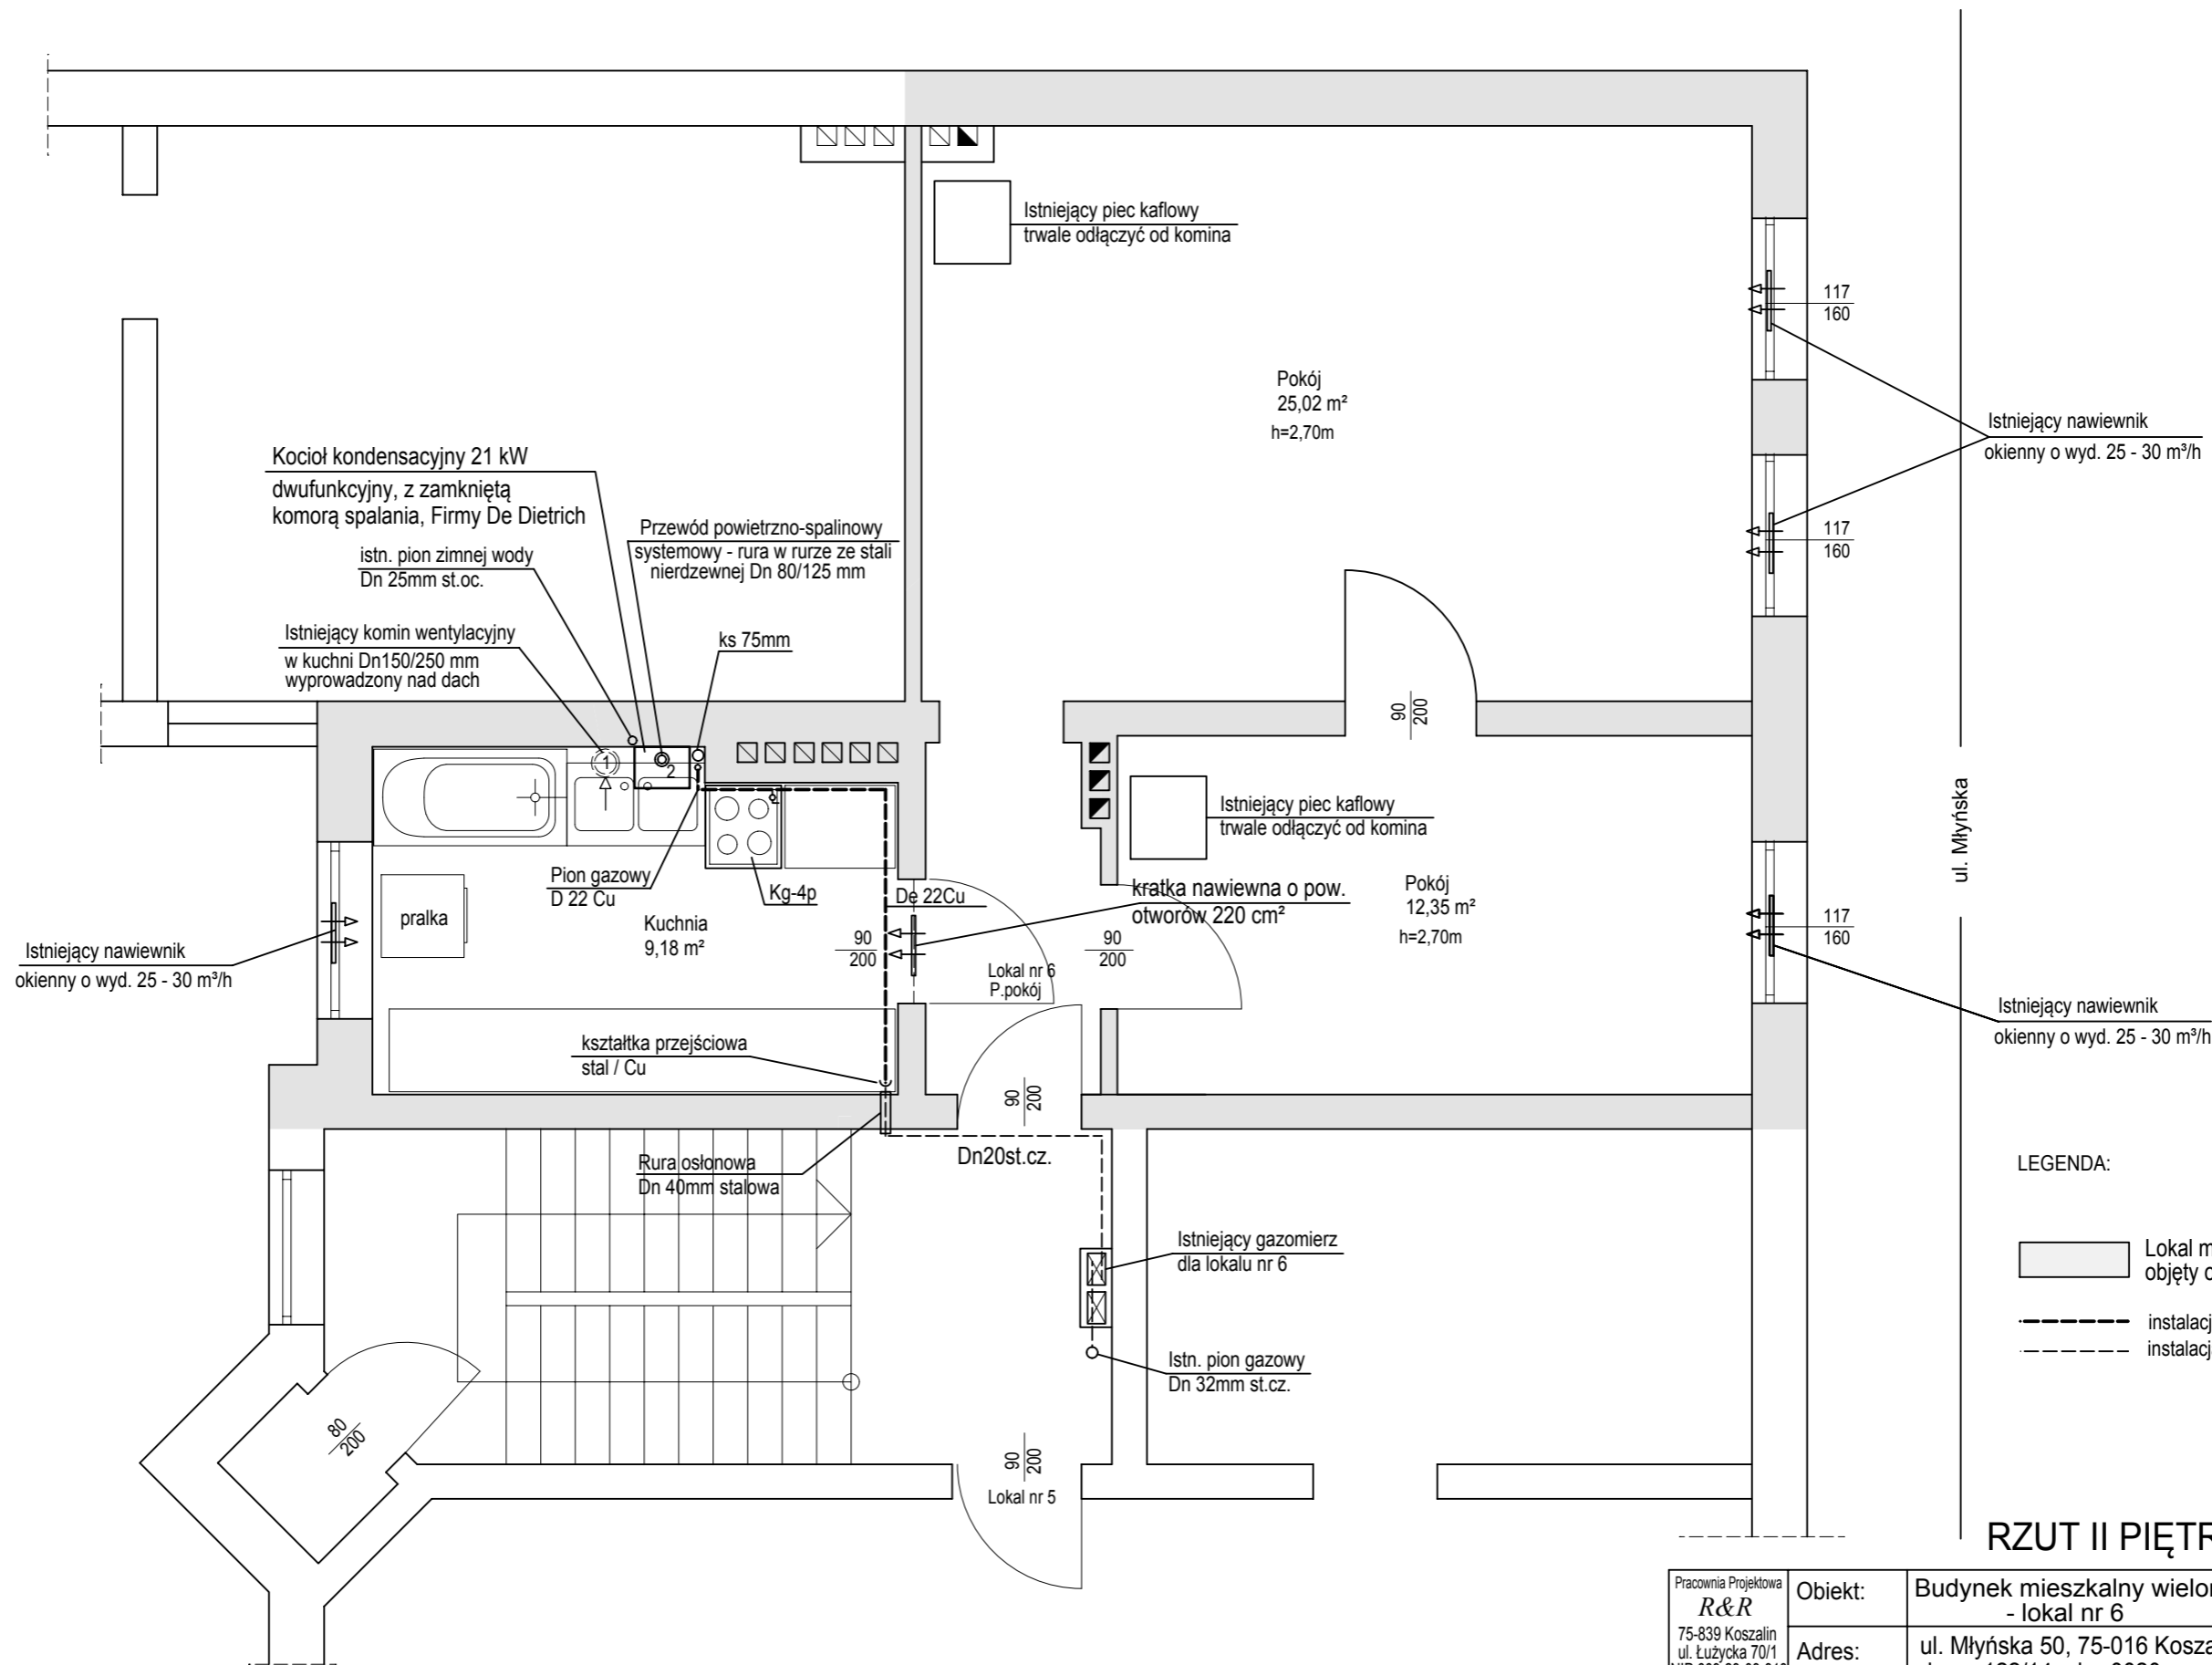 Istniejący piec kaflowy
trwale odłączyć od komina
117
160
Pokój
25,02 m²
h=2,70m
Istniejący nawiewnik
okienny o wyd. 25 - 30 m³/h
Kocioł kondensacyjny 21 kW
dwufunkcyjny, z zamkniętą
komorą spalania, Firmy De Dietrich
Przewód powietrzno-spalinowy
systemowy - rura w rurze ze stali
nierdzewnej Dn 80/125 mm
117
160
istn. pion zimnej wody
Dn 25mm st.oc.
Istniejący komin wentylacyjny
w kuchni Dn150/250 mm
wyprowadzony nad dach
ks 75mm
90
200
1
2
ul. Młyńska
Istniejący piec kaflowy
trwale odłączyć od komina
Pion gazowy
D 22 Cu
Kg-4p
De 22Cu
kratka nawiewna o pow.
otworów 220 cm²
Pokój
12,35 m²
h=2,70m
pralka
Kuchnia
9,18 m²
90
200
90
200
117
160
Istniejący nawiewnik
okienny o wyd. 25 - 30 m³/h
Lokal nr 6
P.pokój
Istniejący nawiewnik
okienny o wyd. 25 - 30 m³/h
kształtka przejściowa
stal / Cu
90
200
Rura osłonowa
Dn 40mm stalowa
Dn20st.cz.
LEGENDA:
Istniejący gazomierz
dla lokalu nr 6
Lokal m
objęty
instalac
instalac
Istn. pion gazowy
Dn 32mm st.cz.
80
200
90
200
Lokal nr 5
RZUT II PIĘTR
Pracownia Projektowa
R&R
75-839 Koszalin
ul. Łużycka 70/1
Obiekt:
Budynek mieszkalny wielo
- lokal nr 6
Adres:
ul. Młyńska 50, 75-016 Kosza